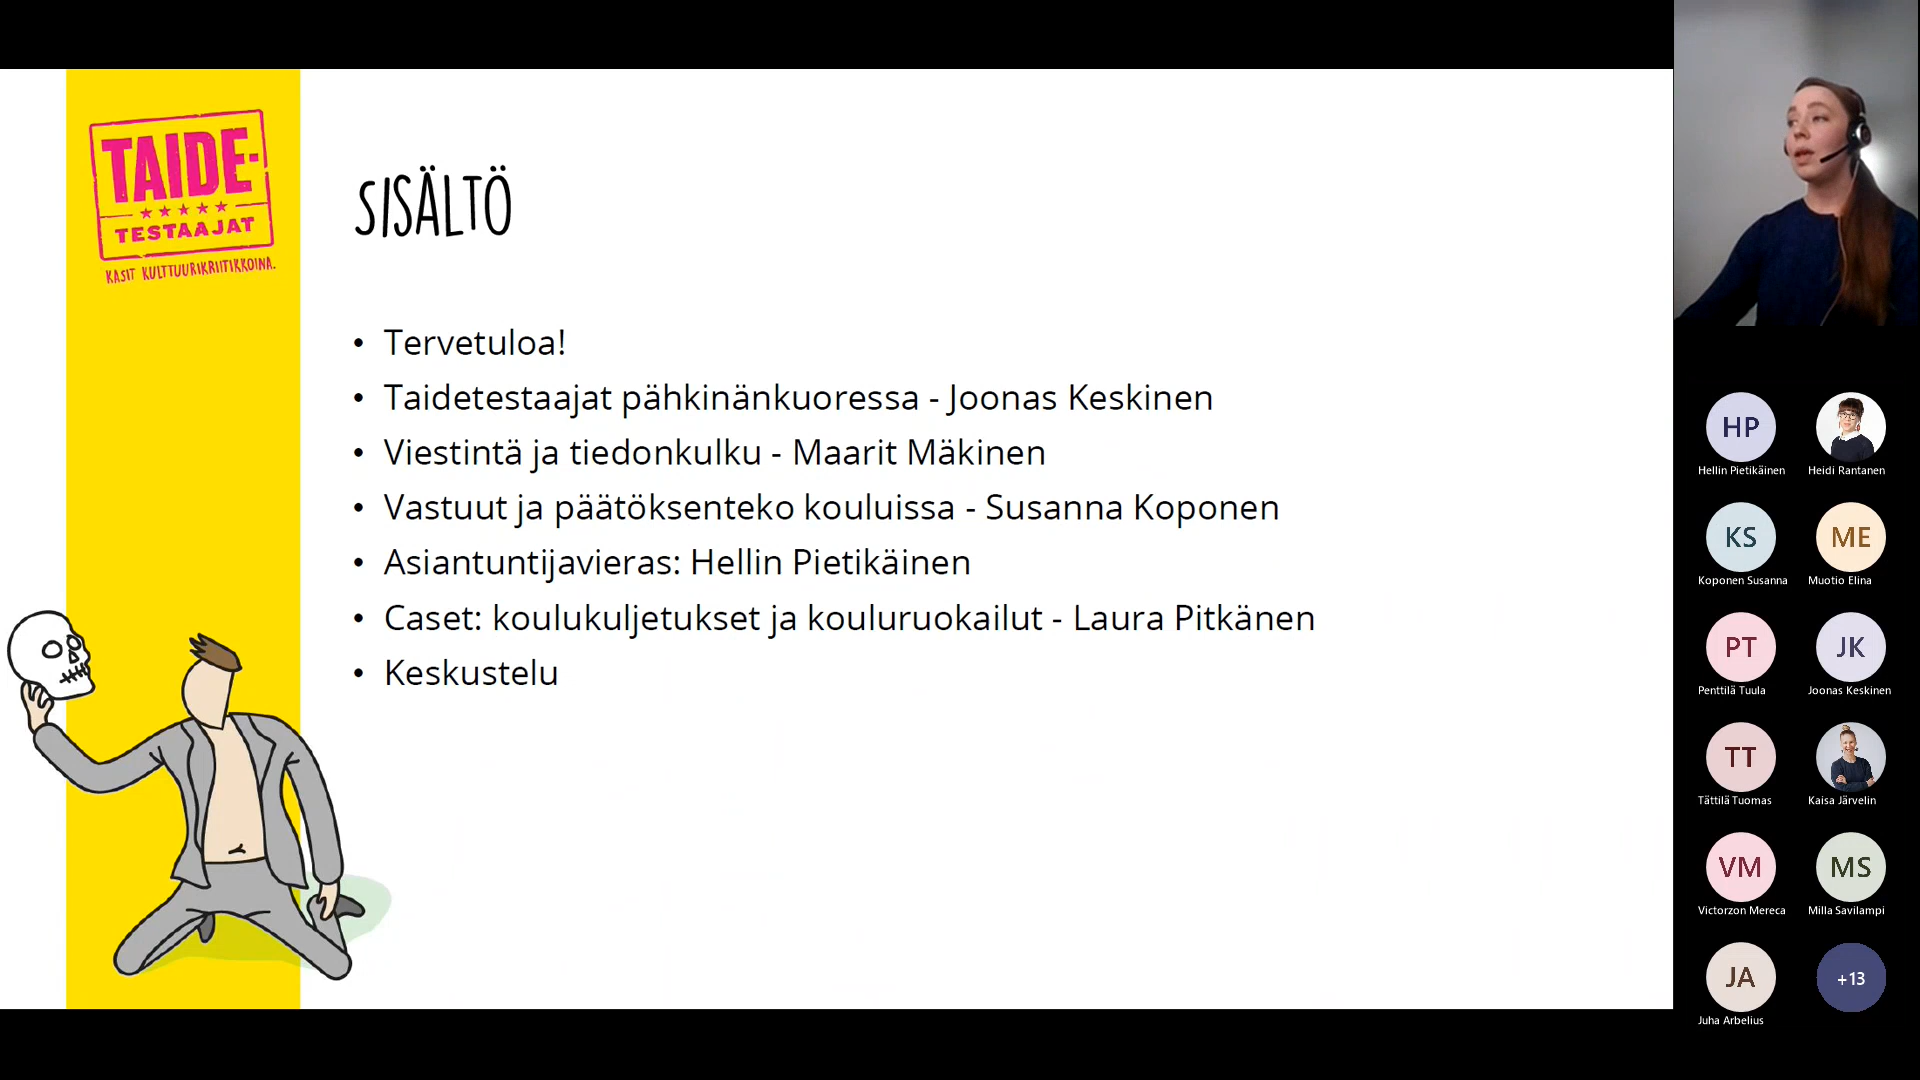 TAIDE-
TESTAAJAT
KASIT KULTTUURIKRIITIKKOINA.
SISÄLTÖ
• Tervetuloa!
• Taidetestaajat pähkinänkuoressa - Joonas Keskinen
• Viestintä ja tiedonkulku - Maarit Mäkinen
• Vastuut ja päätöksenteko kouluissa - Susanna Koponen
• Asiantuntijavieras: Hellin Pietikäinen
• Caset: koulukuljetukset ja kouluruokailut - Laura Pitkänen
• Keskustelu
HP
Hellin Pietikäinen
Heidi Rantanen
KS
Koponen Susanna
ME
Muotio Elina
PT
Penttilä Tuula
JK
Joonas Keskinen
TT
Tättilä Tuomas
Kaisa Järvelin
VM
Victorzon Mereca
MS
Milla Savilampi
JA
Juha Arbelius
+13